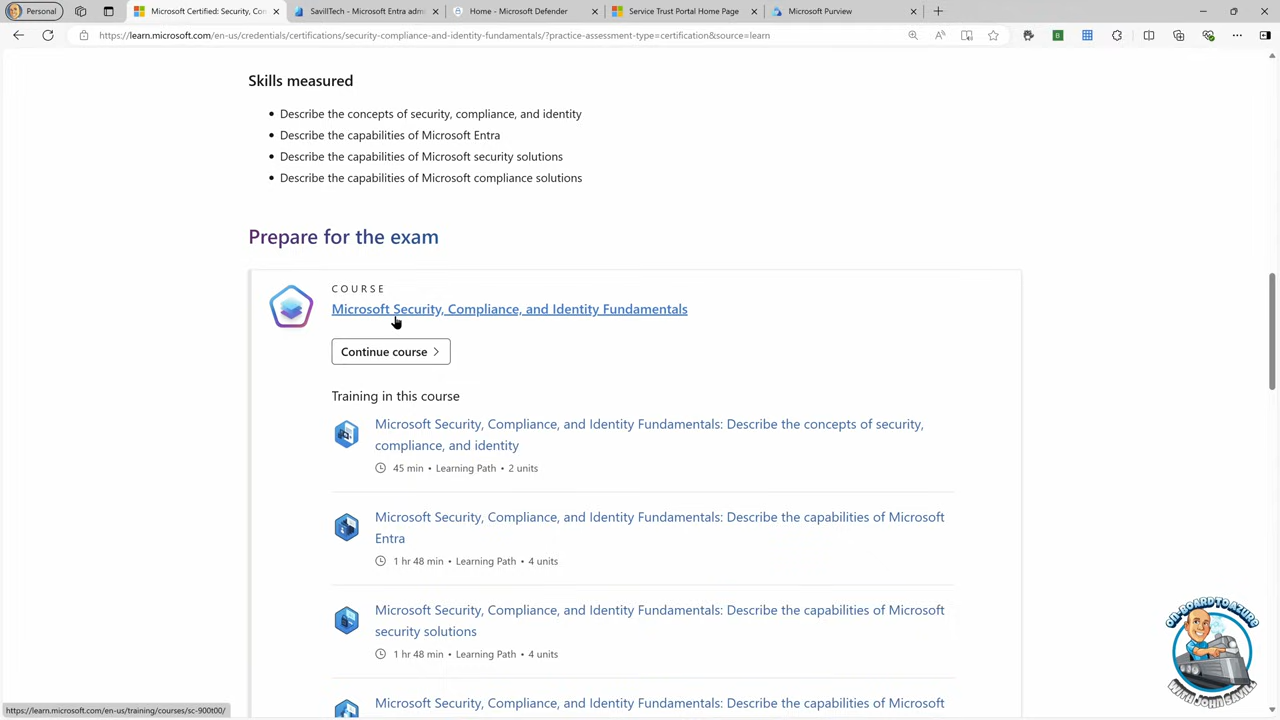 Personal
Microsoft Certified: Security, Con
SavillTech - Microsoft Entra adm
Home - Microsoft Defender
Service Trust Portal Home Page
Microsoft Purview
https://learn.microsoft.com/en-us/credentials/certifications/security-compliance-and-identity-fundamentals/?practice-assessment-type=certification&source=learn
Skills measured
• Describe the concepts of security, compliance, and identity
• Describe the capabilities of Microsoft Entra
• Describe the capabilities of Microsoft security solutions
• Describe the capabilities of Microsoft compliance solutions
Prepare for the exam
COURSE
Microsoft Security, Compliance, and Identity Fundamentals
Continue course
Training in this course
Microsoft Security, Compliance, and Identity Fundamentals: Describe the concepts of security,
compliance, and identity
45 min • Learning Path • 2 units
Microsoft Security, Compliance, and Identity Fundamentals: Describe the capabilities of Microsoft
Entra
1 hr 48 min • Learning Path • 4 units
Microsoft Security, Compliance, and Identity Fundamentals: Describe the capabilities of Microsoft
security solutions
1 hr 48 min • Learning Path • 4 units
Microsoft Security, Compliance, and Identity Fundamentals: Describe the capabilities of Microsoft
https://learn.microsoft.com/en-us/training/courses/sc-900t00/
ON-BOARD TO AZURE
WITH JOHN SAVILL